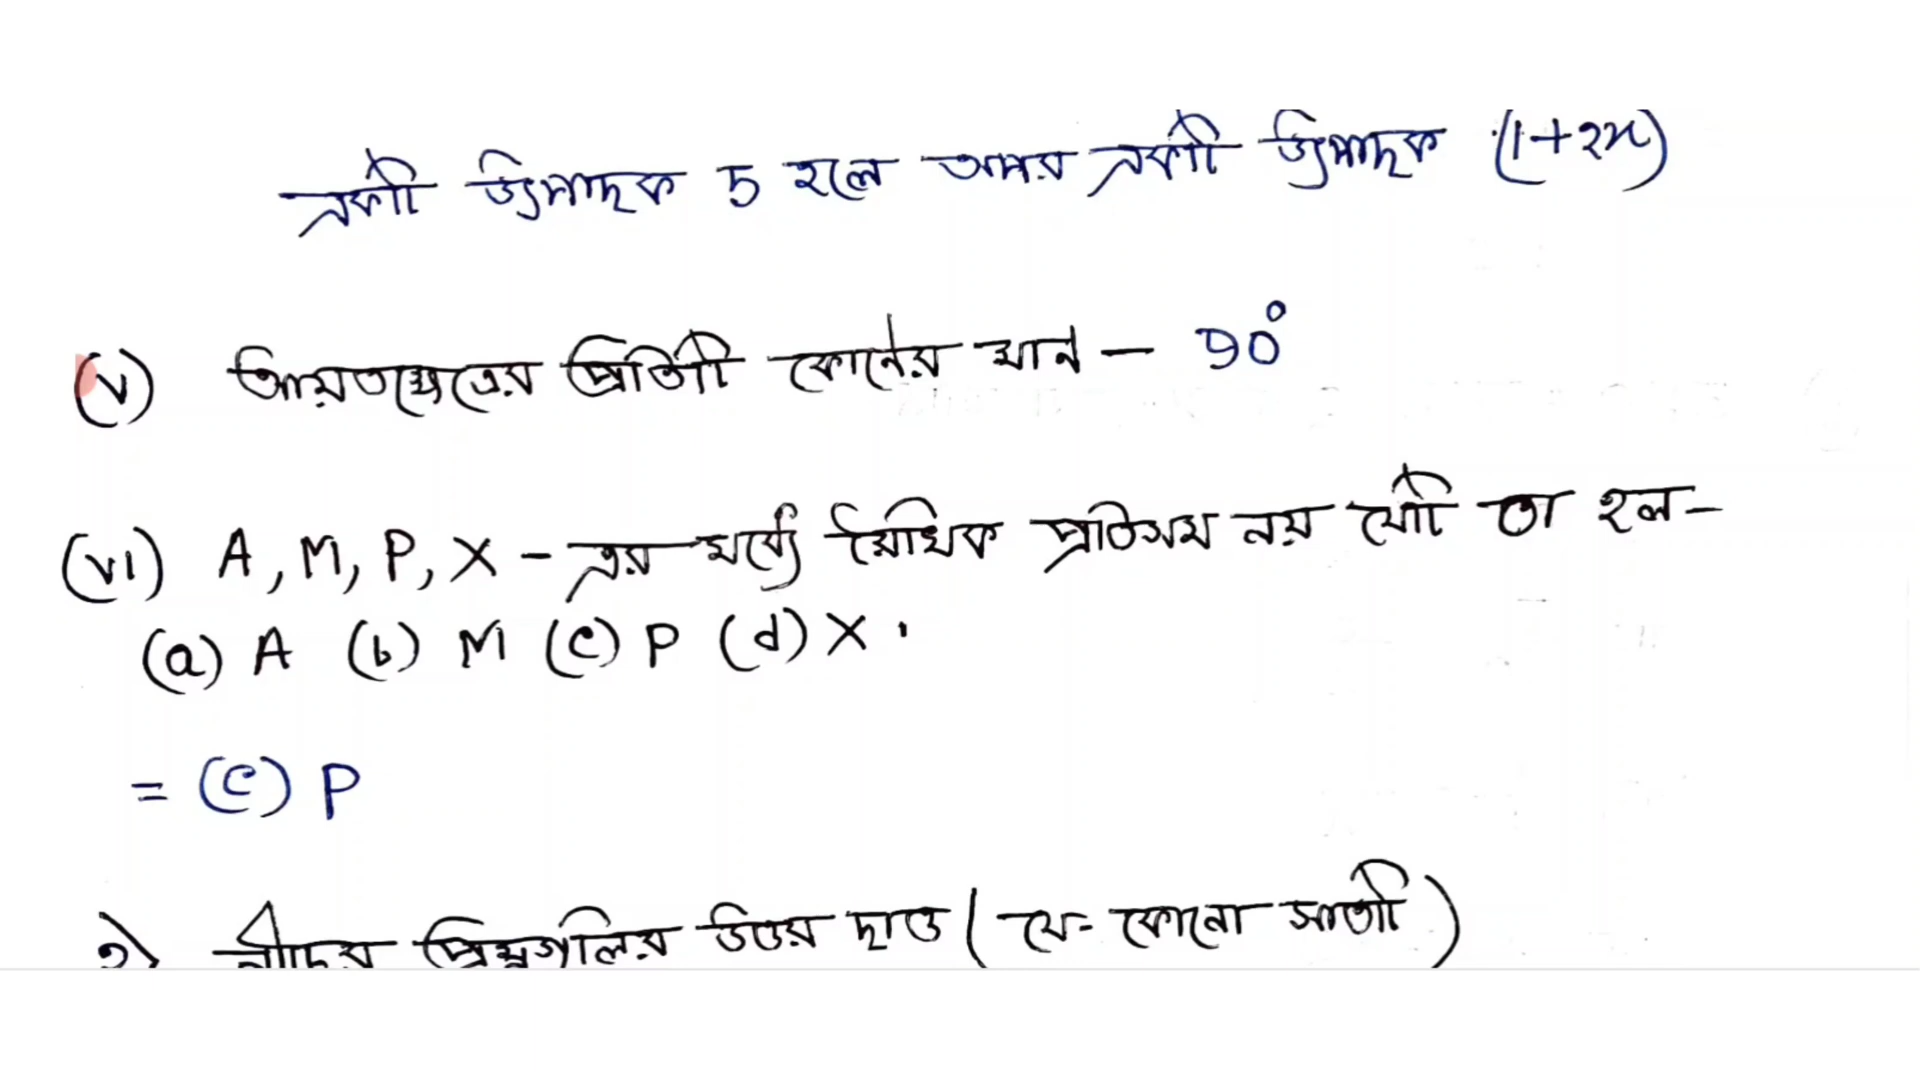 একটি উৎপাদক 5 হলে অপর একটি উৎপাদক (1+2x)
(v) আয়তক্ষেত্রের প্রতিটি কোনের মান - 90°
(vi) A, M, P, X - এর মধ্যে রৈখিক প্রতিসম নয় যেটি তা হল-
(a) A (b) M (c) P (d) X.
= (c) P
২) নীচের প্রশ্নগুলির উত্তর দাও ( যে- কোনো সাতটি )